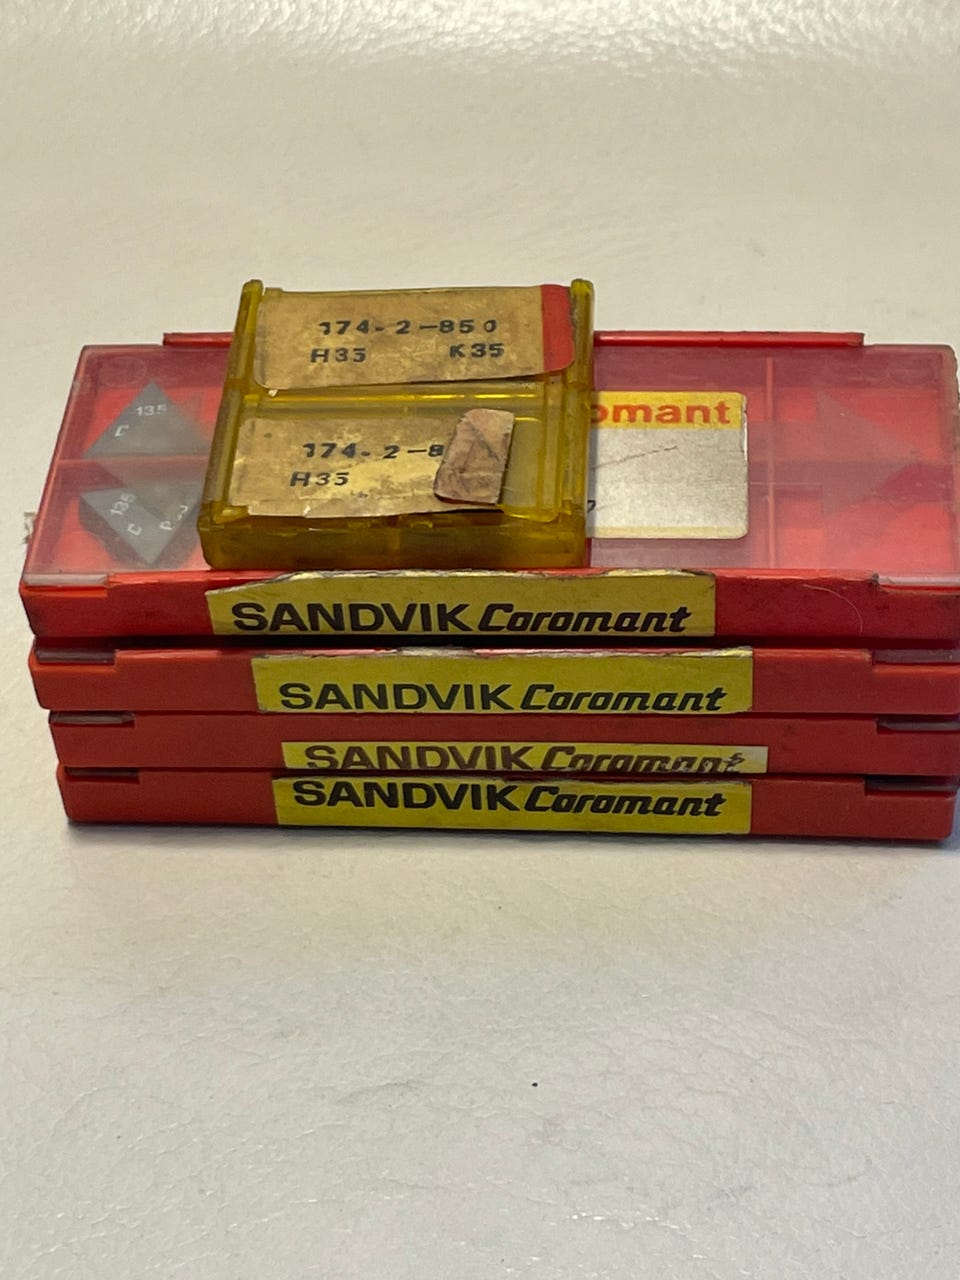 174-2-850
H35 K35
174-2-8
H35
135
135
omant
SANDVIK Coromant
SANDVIK Coromant
SANDVIK Coromant
SANDVIK Coromant